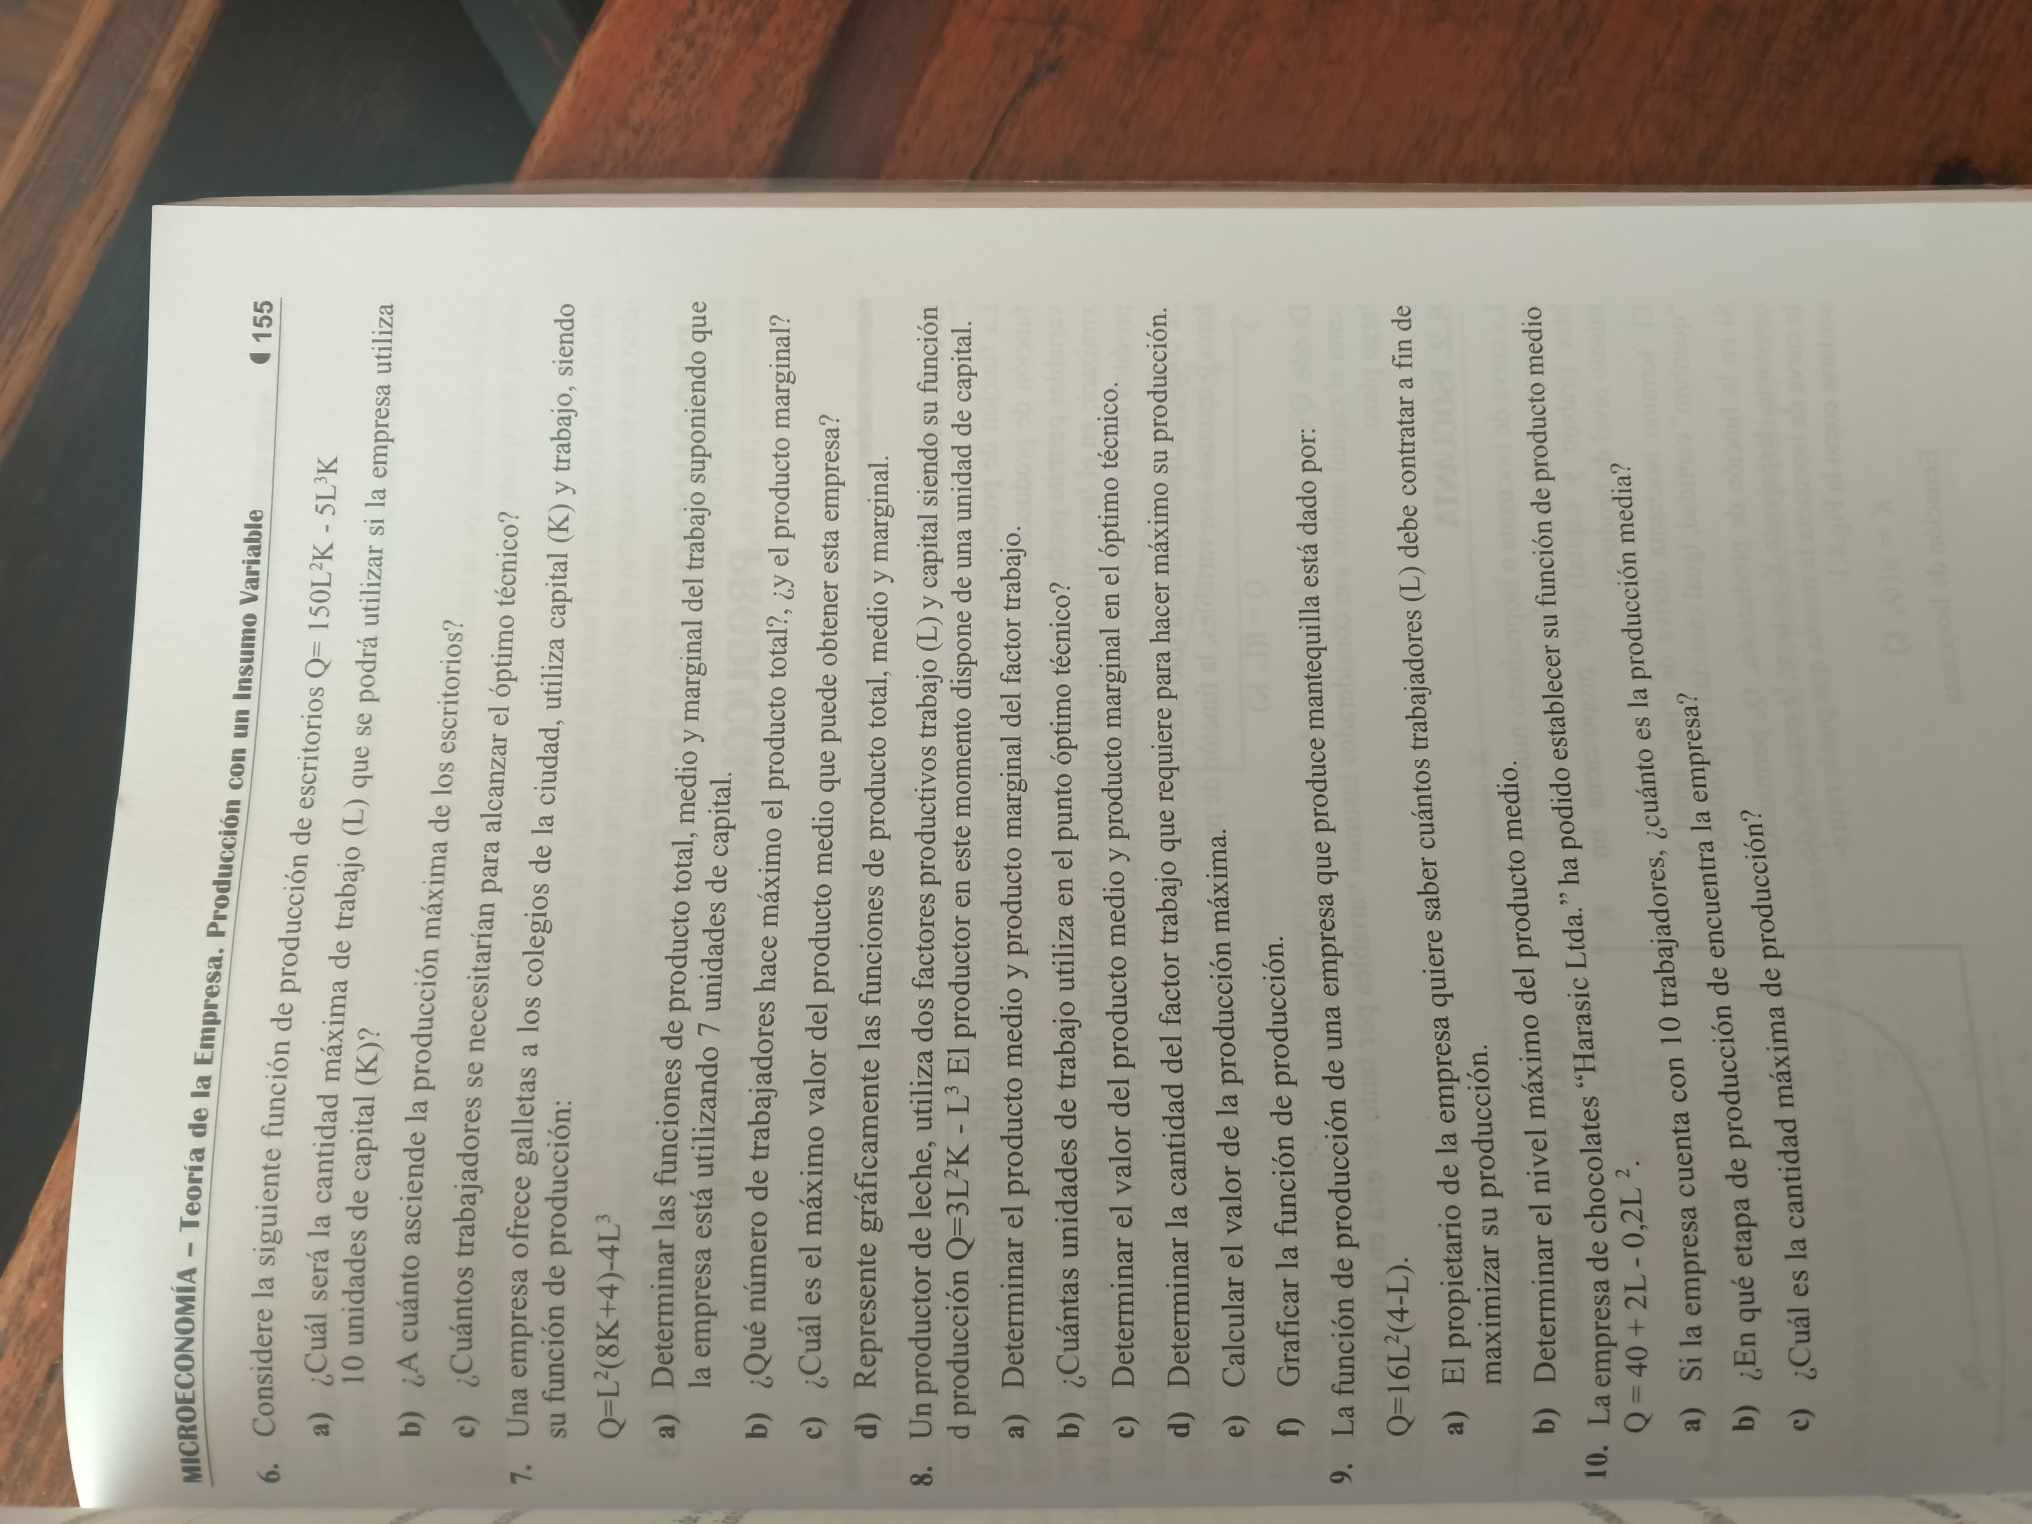 MICROECONOMÍA - Teoría de la Empresa. Producción con un Insumo Variable
155
6. Considere la siguiente función de producción de escritorios Q= 150L²K - 5L³K
a) ¿Cuál será la cantidad máxima de trabajo (L) que se podrá utilizar si la empresa utiliza
10 unidades de capital (K)?
b) ¿A cuánto asciende la producción máxima de los escritorios?
c) ¿Cuántos trabajadores se necesitarían para alcanzar el óptimo técnico?
7. Una empresa ofrece galletas a los colegios de la ciudad, utiliza capital (K) y trabajo, siendo
su función de producción:
Q=L²(8K+4)-4L³
a) Determinar las funciones de producto total, medio y marginal del trabajo suponiendo que
la empresa está utilizando 7 unidades de capital.
b) ¿Qué número de trabajadores hace máximo el producto total?, ¿y el producto marginal?
c) ¿Cuál es el máximo valor del producto medio que puede obtener esta empresa?
d) Represente gráficamente las funciones de producto total, medio y marginal.
8. Un productor de leche, utiliza dos factores productivos trabajo (L) y capital siendo su función
d producción Q=3L²K - L³ El productor en este momento dispone de una unidad de capital.
a) Determinar el producto medio y producto marginal del factor trabajo.
b) ¿Cuántas unidades de trabajo utiliza en el punto óptimo técnico?
c) Determinar el valor del producto medio y producto marginal en el óptimo técnico.
d) Determinar la cantidad del factor trabajo que requiere para hacer máximo su producción.
e) Calcular el valor de la producción máxima.
f) Graficar la función de producción.
9. La función de producción de una empresa que produce mantequilla está dado por:
Q=16L²(4-L).
a) El propietario de la empresa quiere saber cuántos trabajadores (L) debe contratar a fin de
maximizar su producción.
b) Determinar el nivel máximo del producto medio.
10. La empresa de chocolates “Harasic Ltda.” ha podido establecer su función de producto medio
Q = 40 + 2L - 0,2L ².
a) Si la empresa cuenta con 10 trabajadores, ¿cuánto es la producción media?
b) ¿En qué etapa de producción de encuentra la empresa?
c) ¿Cuál es la cantidad máxima de producción?